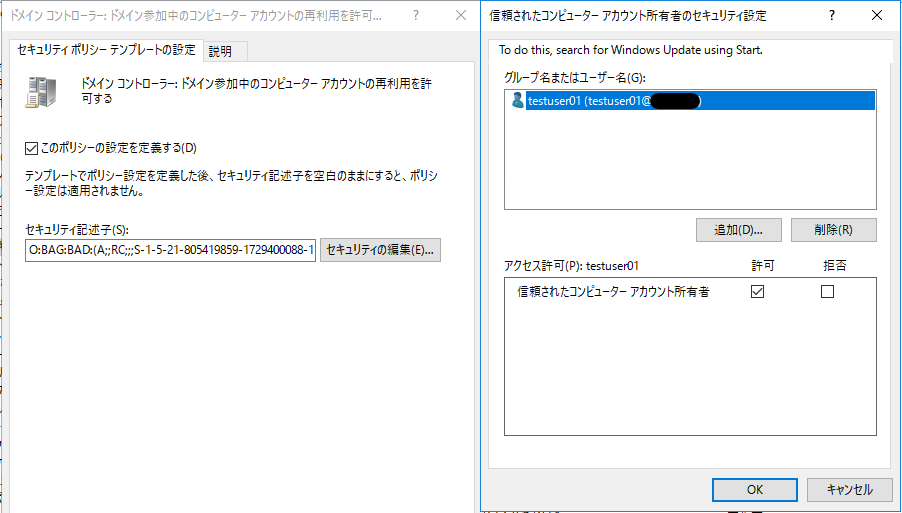 ドメイン コントローラー: ドメイン参加中のコンピューター アカウントの再利用を許可...
?
セキュリティ ポリシー テンプレートの設定
説明
ドメイン コントローラー: ドメイン参加中のコンピューター アカウントの再利用を許
可する
このポリシーの設定を定義する(D)
テンプレートでポリシー設定を定義した後、セキュリティ記述子を空白のままにすると、ポリシ
ー設定は適用されません。
セキュリティ記述子(S):
O:BAG:BAD:(A;;RC;;;S-1-5-21-805419859-1729400088-1
セキュリティの編集(E)...
信頼されたコンピューター アカウント所有者のセキュリティ設定
?
To do this, search for Windows Update using Start.
グループ名またはユーザー名(G):
testuser01 (testuser01@ )
追加(D)...
削除(R)
アクセス許可(P): testuser01
許可
拒否
信頼されたコンピューター アカウント所有者
OK
キャンセル